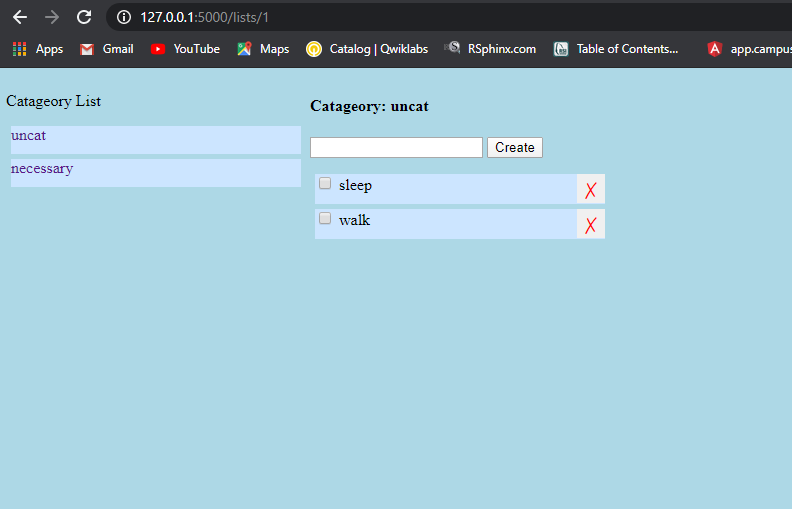 127.0.0.1:5000/lists/1
Apps Gmail YouTube Maps Catalog | Qwiklabs RSphinx.com Table of Contents... app.campus
Catageory List
uncat
necessary
Catageory: uncat
Create
sleep X
walk X